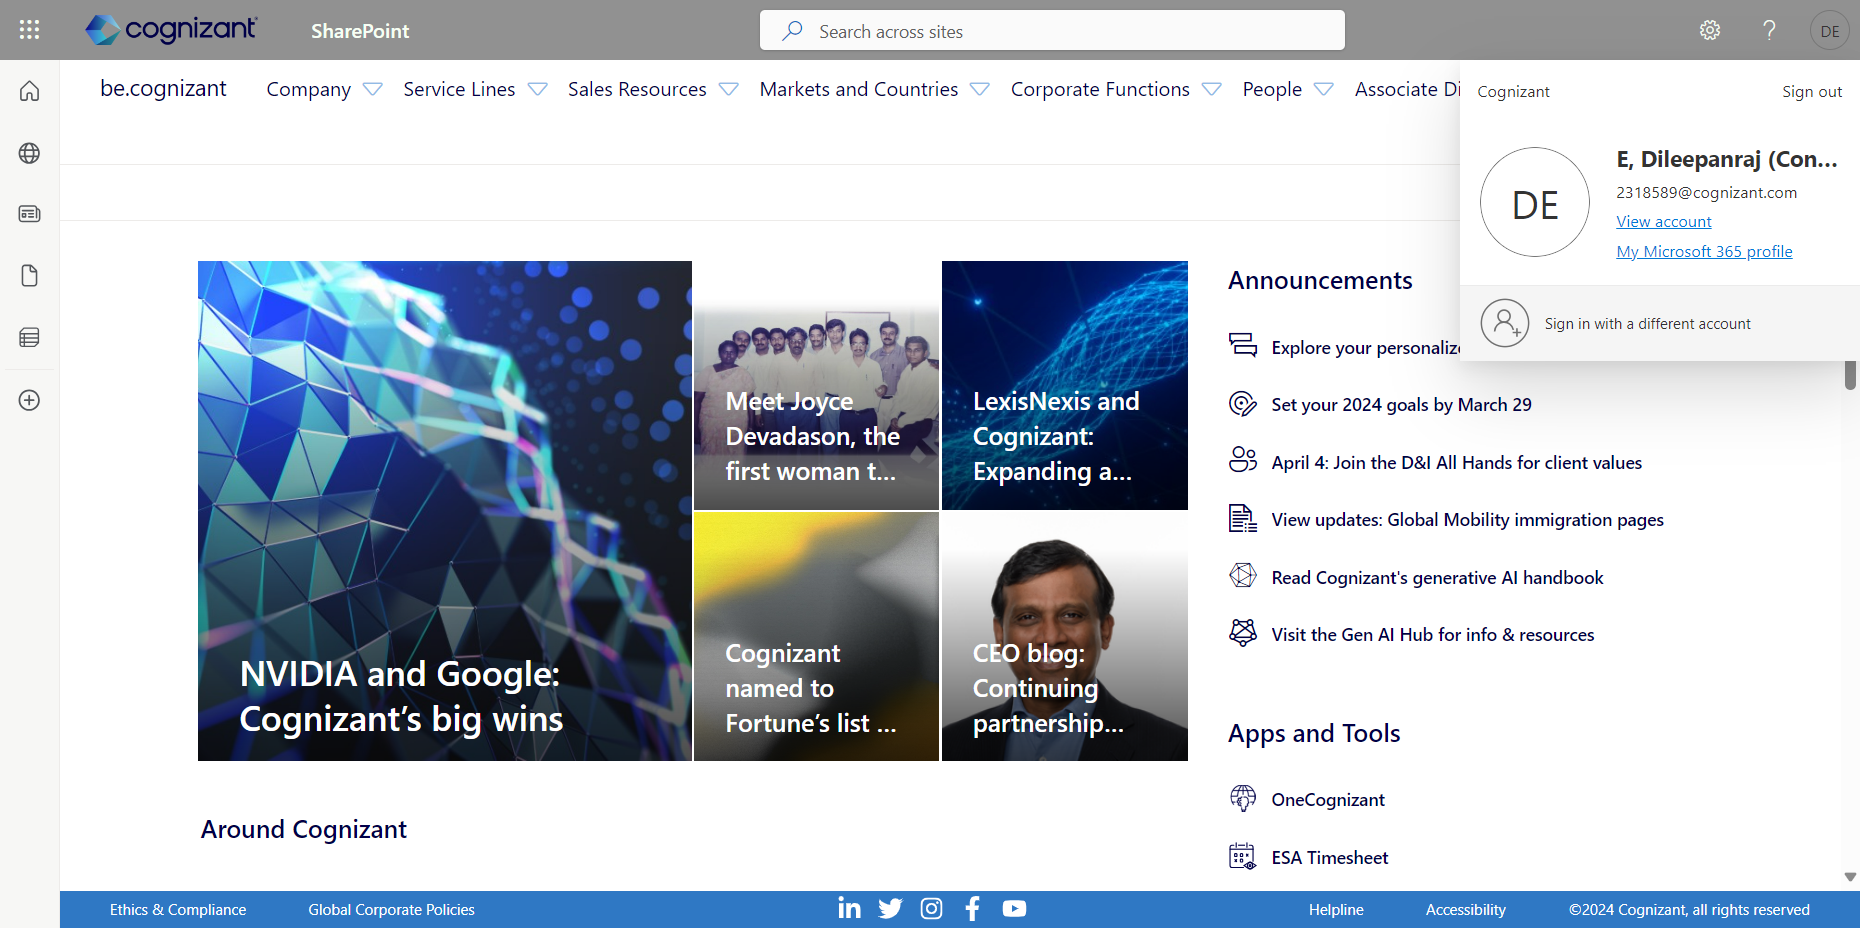 cognizant
SharePoint
Search across sites
DE
be.cognizant
Company
Service Lines
Sales Resources
Markets and Countries
Corporate Functions
People
Associate Di
Cognizant
Sign out
DE
E, Dileepanraj (Con...
2318589@cognizant.com
View account
My Microsoft 365 profile
Sign in with a different account
NVIDIA and Google:
Cognizant’s big wins
Meet Joyce
Devadason, the
first woman t...
LexisNexis and
Cognizant:
Expanding a...
Cognizant
named to
Fortune’s list ...
CEO blog:
Continuing
partnership...
Announcements
Explore your personalize
Set your 2024 goals by March 29
April 4: Join the D&I All Hands for client values
View updates: Global Mobility immigration pages
Read Cognizant's generative AI handbook
Visit the Gen AI Hub for info & resources
Apps and Tools
OneCognizant
ESA Timesheet
Around Cognizant
Ethics & Compliance
Global Corporate Policies
Helpline
Accessibility
©2024 Cognizant, all rights reserved